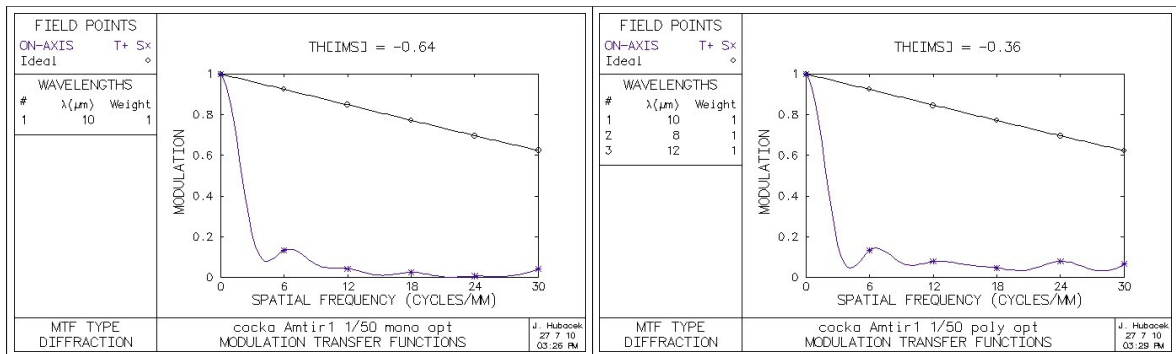 FIELD POINTS
ON-AXIS T+ S×
Ideal ◇
WAVELENGTHS
# λ(μm) Weight
1 10 1
TH[IMS] = -0.64
MODULATION
1
0.8
0.6
0.4
0.2
0
0 6 12 18 24 30
SPATIAL FREQUENCY (CYCLES/MM)
MTF TYPE
DIFFRACTION
cocka Amtir1 1/50 mono opt
MODULATION TRANSFER FUNCTIONS
J. Hubacek
27 7 10
03:26 PM
FIELD POINTS
ON-AXIS T+ S×
Ideal ◇
WAVELENGTHS
# λ(μm) Weight
1 10 1
2 8 1
3 12 1
TH[IMS] = -0.36
MODULATION
1
0.8
0.6
0.4
0.2
0
0 6 12 18 24 30
SPATIAL FREQUENCY (CYCLES/MM)
MTF TYPE
DIFFRACTION
cocka Amtir1 1/50 poly opt
MODULATION TRANSFER FUNCTIONS
J. Hubacek
27 7 10
03:29 PM